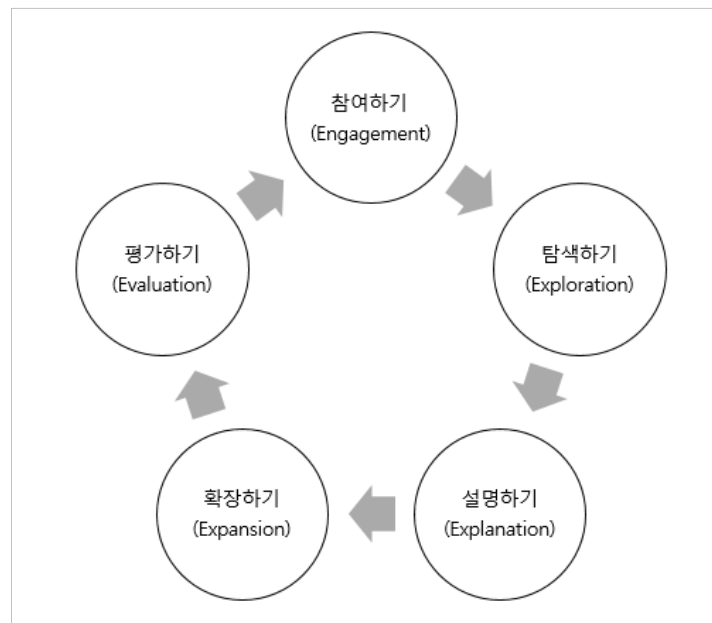 참여하기
(Engagement)
탐색하기
(Exploration)
설명하기
(Explanation)
확장하기
(Expansion)
평가하기
(Evaluation)